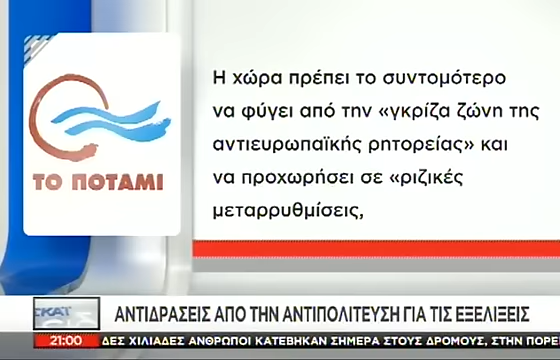 Η χώρα πρέπει το συντομότερο
να φύγει από την «γκρίζα ζώνη της
αντιευρωπαϊκής ρητορείας» και
να προχωρήσει σε «ριζικές
μεταρρυθμίσεις,
ΤΟ ΠΟΤΑΜΙ
ΣΚΑΪ
ΑΝΤΙΔΡΑΣΕΙΣ ΑΠΟ ΤΗΝ ΑΝΤΙΠΟΛΙΤΕΥΣΗ ΓΙΑ ΤΙΣ ΕΞΕΛΙΞΕΙΣ
21:00 ΔΕΣ ΧΙΛΙΑΔΕΣ ΑΝΘΡΩΠΟΙ ΚΑΤΕΒΗΚΑΝ ΣΗΜΕΡΑ ΣΤΟΥΣ ΔΡΟΜΟΥΣ, ΣΤΗΝ ΠΟΡΕ